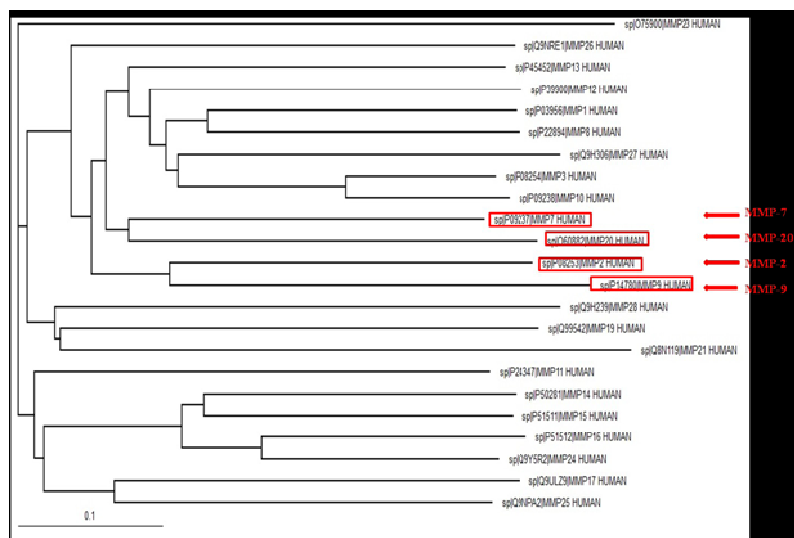 sp|O75900|MMP23 HUMAN
sp|Q9NRE1|MMP26 HUMAN
sp|P45452|MMP13 HUMAN
sp|P39900|MMP12 HUMAN
sp|P03956|MMP1 HUMAN
sp|P22894|MMP8 HUMAN
sp|Q9H306|MMP27 HUMAN
sp|P08254|MMP3 HUMAN
sp|P09238|MMP10 HUMAN
sp|P09237|MMP7 HUMAN
MMP-7
sp|O60882|MMP20 HUMAN
MMP-20
sp|P08253|MMP2 HUMAN
MMP-2
sp|P14780|MMP9 HUMAN
MMP-9
sp|Q9H239|MMP28 HUMAN
sp|Q99542|MMP19 HUMAN
sp|Q8N119|MMP21 HUMAN
sp|P24347|MMP11 HUMAN
sp|P50281|MMP14 HUMAN
sp|P51511|MMP15 HUMAN
sp|P51512|MMP16 HUMAN
sp|Q9Y5R2|MMP24 HUMAN
sp|Q9ULZ9|MMP17 HUMAN
sp|Q9NPA2|MMP25 HUMAN
0.1